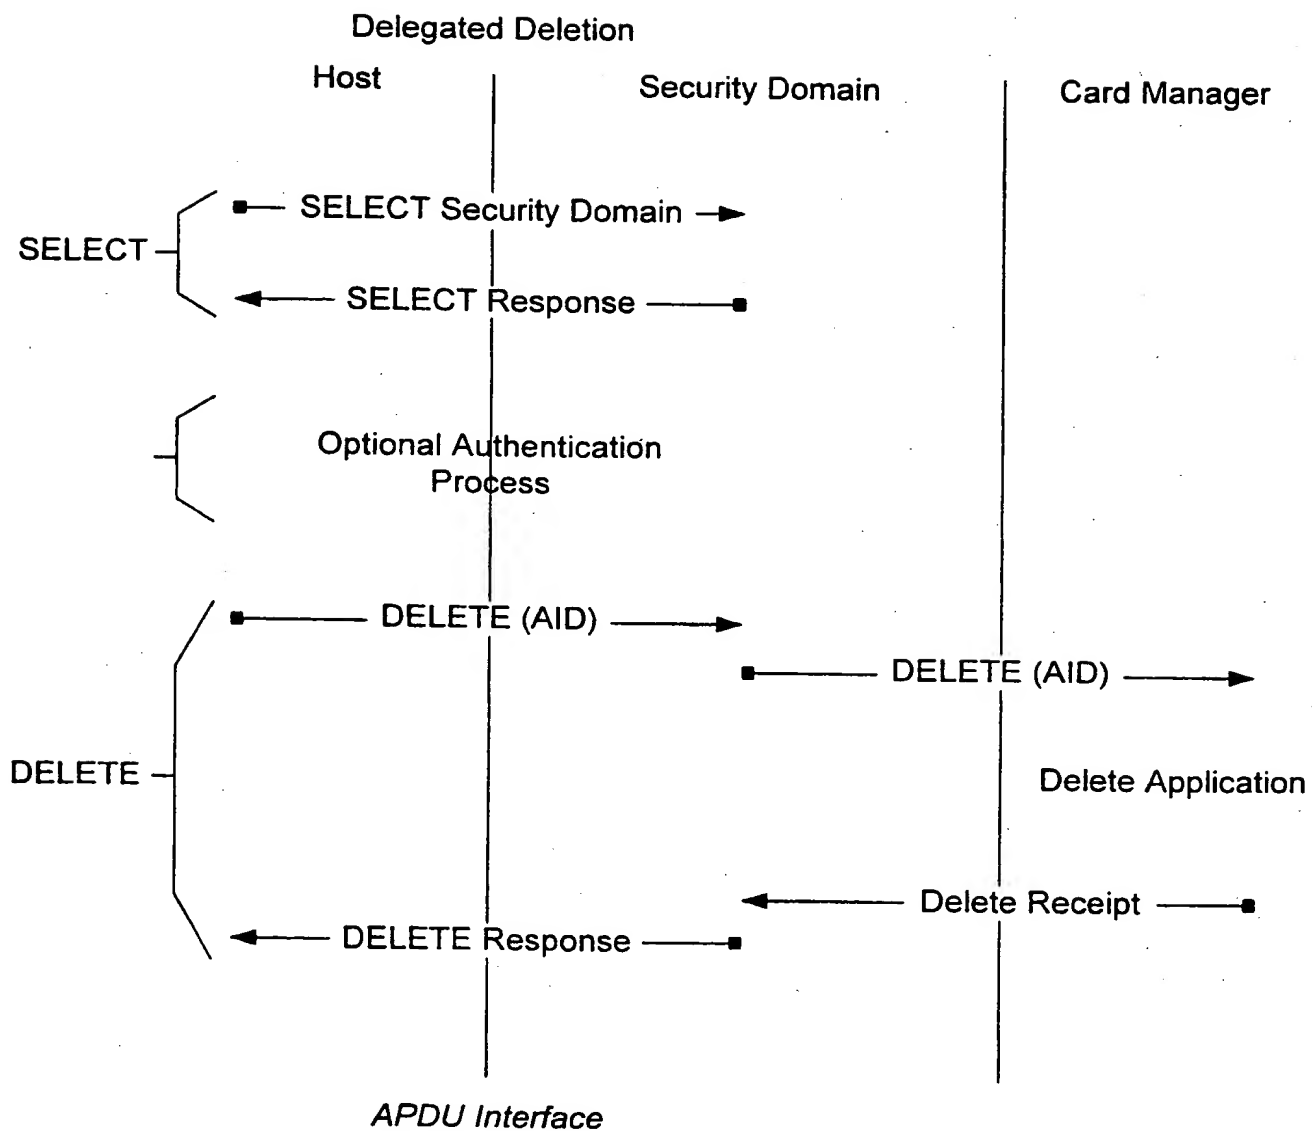 Delegated Deletion
Host
Security Domain
Card Manager
SELECT Security Domain
SELECT
SELECT Response
Optional Authentication
Process
DELETE (AID)
DELETE (AID)
DELETE
Delete Application
Delete Receipt
DELETE Response
APDU Interface